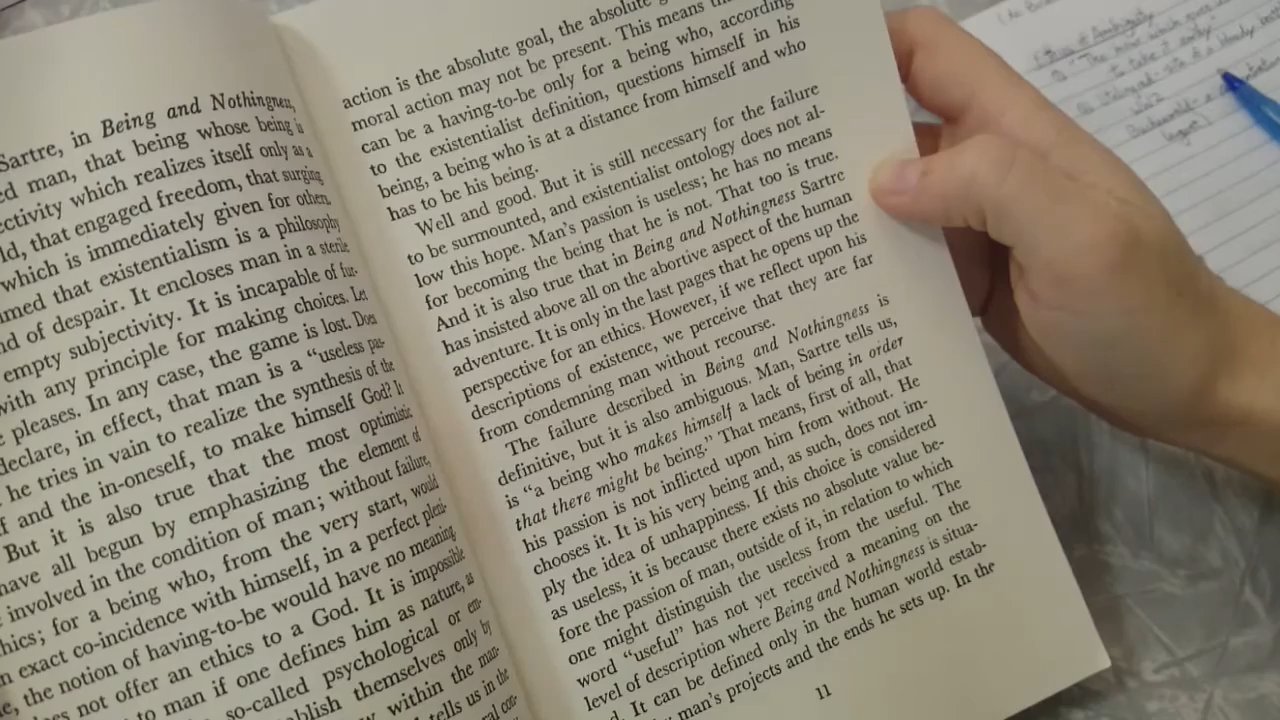 Sartre, in Being and Nothingness,
man, that being whose being is
which realizes itself only as a
that engaged freedom, that surging
which is immediately given for others.
that existentialism is a philosophy
of despair. It encloses man in a sterile
empty subjectivity. It is incapable of fur-
with any principle for making choices. Let
pleases. In any case, the game is lost. Does
declare, in effect, that man is a "useless pas-
he tries in vain to realize the synthesis of the
and the in-oneself, to make himself God? It
But it is also true that the most optimistic
have all begun by emphasizing the element of
involved in the condition of man; without failure,
for a being who, from the very start, would
exact co-incidence with himself, in a perfect pleni-
the notion of having-to-be would have no meaning.
not offer an ethics to a God. It is impossible
to man if one defines him as nature, as
so-called psychological or em-
themselves only by
within the man-
tells us in the
action is the absolute goal, the absolute
moral action may not be present. This means
can be a having-to-be only for a being who, according
to the existentialist definition, questions himself in his
being, a being who is at a distance from himself and who
has to be his being.
Well and good. But it is still necessary for the failure
to be surmounted, and existentialist ontology does not al-
low this hope. Man's passion is useless; he has no means
for becoming the being that he is not. That too is true.
And it is also true that in Being and Nothingness Sartre
has insisted above all on the abortive aspect of the human
adventure. It is only in the last pages that he opens up the
perspective for an ethics. However, if we reflect upon his
descriptions of existence, we perceive that they are far
from condemning man without recourse.
The failure described in Being and Nothingness is
definitive, but it is also ambiguous. Man, Sartre tells us,
is "a being who makes himself a lack of being in order
that there might be being." That means, first of all, that
his passion is not inflicted upon him from without. He
chooses it. It is his very being and, as such, does not im-
ply the idea of unhappiness. If this choice is considered
as useless, it is because there exists no absolute value be-
fore the passion of man, outside of it, in relation to which
one might distinguish the useless from the useful. The
word "useful" has not yet received a meaning on the
level of description where Being and Nothingness is situa-
It can be defined only in the human world estab-
man's projects and the ends he sets up. In the
11